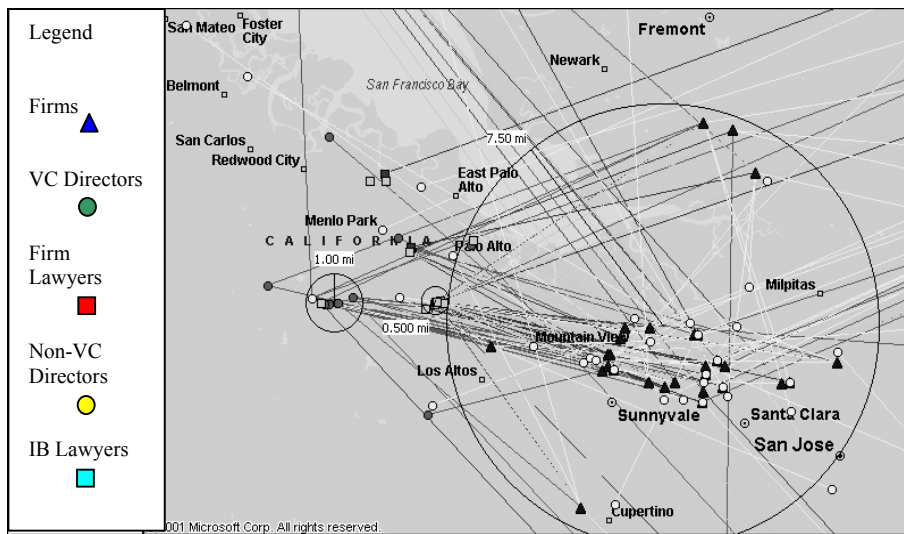 Legend
Firms
VC Directors
Firm
Lawyers
Non-VC
Directors
IB Lawyers
San Mateo
Foster
City
Fremont
Newark
Belmont
San Francisco Bay
San Carlos
Redwood City
7.50 mi
East Palo
Alto
Menlo Park
CALIFORNIA
Palo Alto
1.00 mi
Milpitas
0.500 mi
Mountain View
Los Altos
Sunnyvale
Santa Clara
San Jose
Cupertino
2001 Microsoft Corp. All rights reserved.